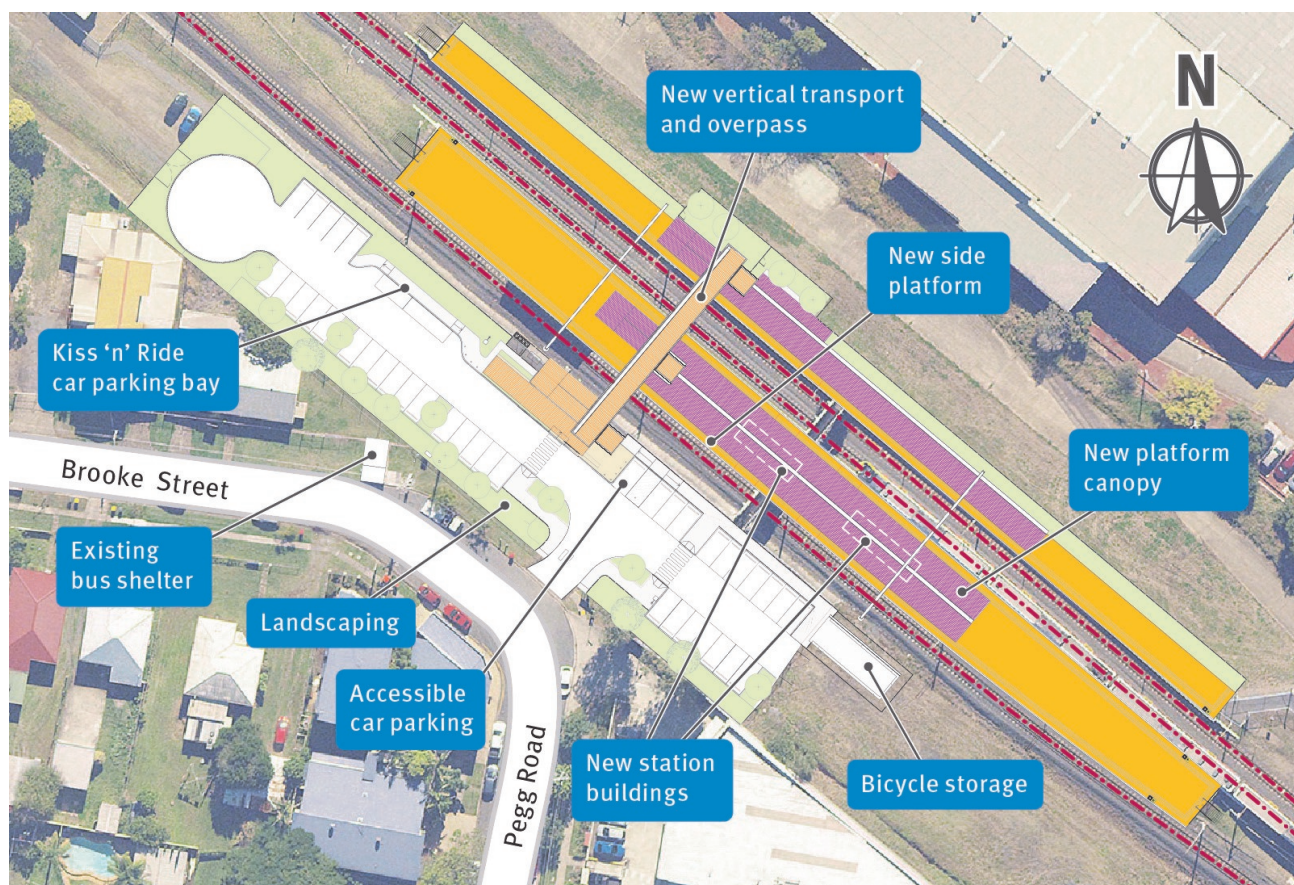 N
New vertical transport
and overpass
New side
platform
Kiss ‘n’ Ride
car parking bay
New platform
canopy
Brooke Street
Existing
bus shelter
Landscaping
Accessible
car parking
Pegg Road
New station
buildings
Bicycle storage